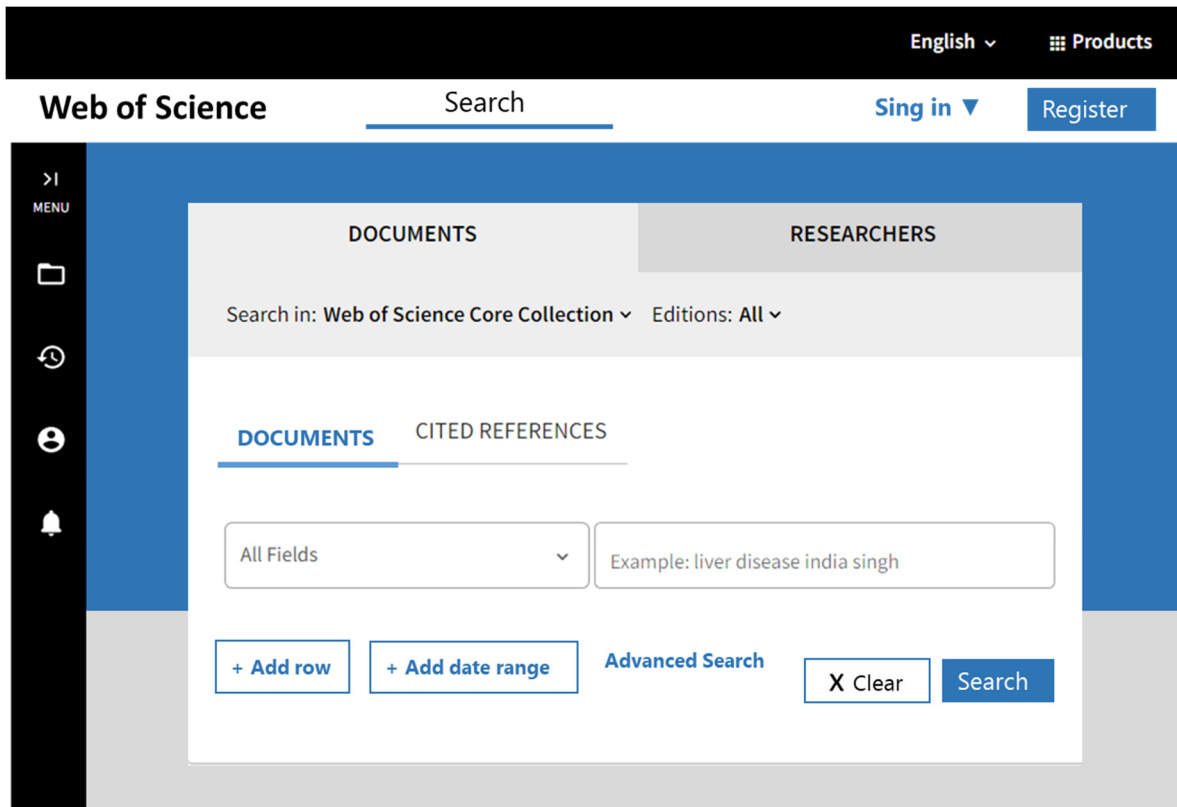 English
Products
Web of Science
Search
Sing in
Register
MENU
DOCUMENTS
RESEARCHERS
Search in: Web of Science Core Collection
Editions: All
DOCUMENTS
CITED REFERENCES
All Fields
Example: liver disease india singh
+ Add row
+ Add date range
Advanced Search
X Clear
Search